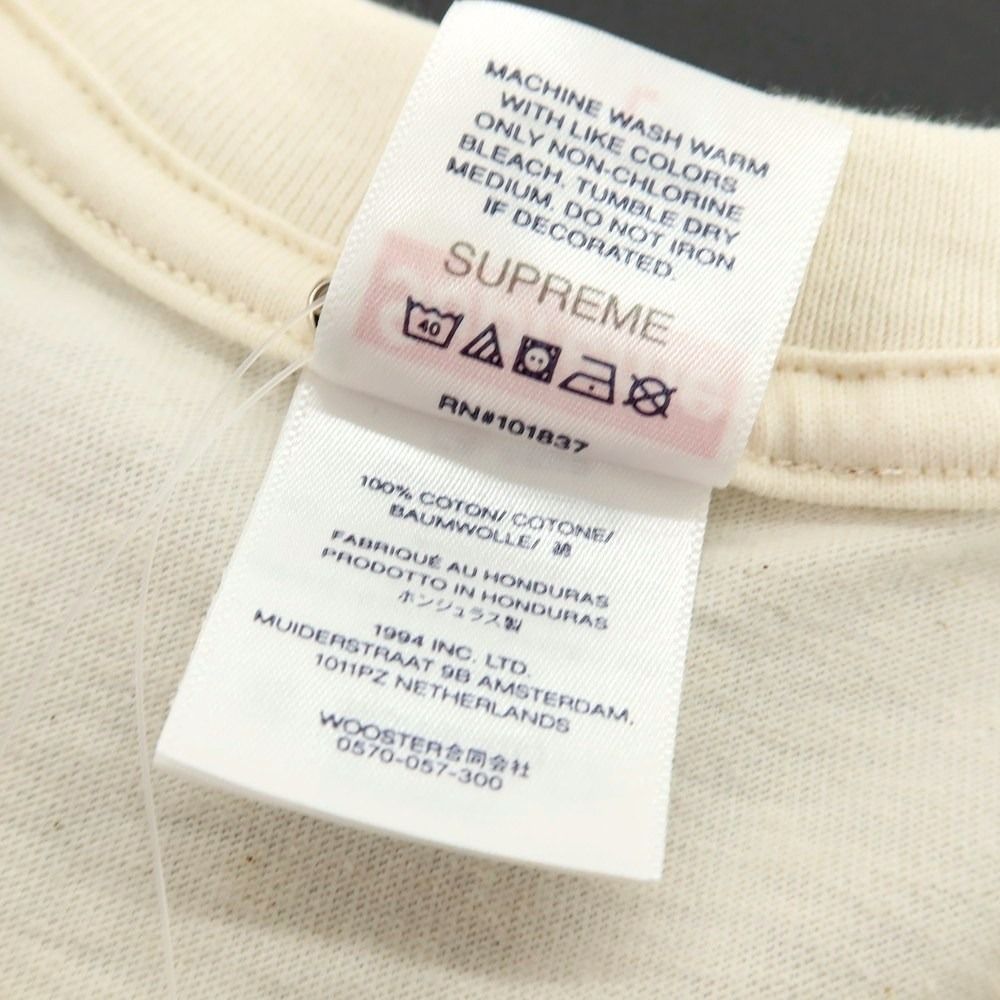 MACHINE WASH WARM
WITH LIKE COLORS
ONLY NON-CHLORINE
BLEACH. TUMBLE DRY
MEDIUM. DO NOT IRON
IF DECORATED.
SUPREME
40
RN#101837
100% COTON/ COTONE/
BAUMWOLLE/ 綿
FABRIQUÉ AU HONDURAS
PRODOTTO IN HONDURAS
ホンジュラス製
1994 INC. LTD.
MUIDERSTRAAT 9B AMSTERDAM,
1011PZ NETHERLANDS
WOOSTER合同会社
0570-057-300